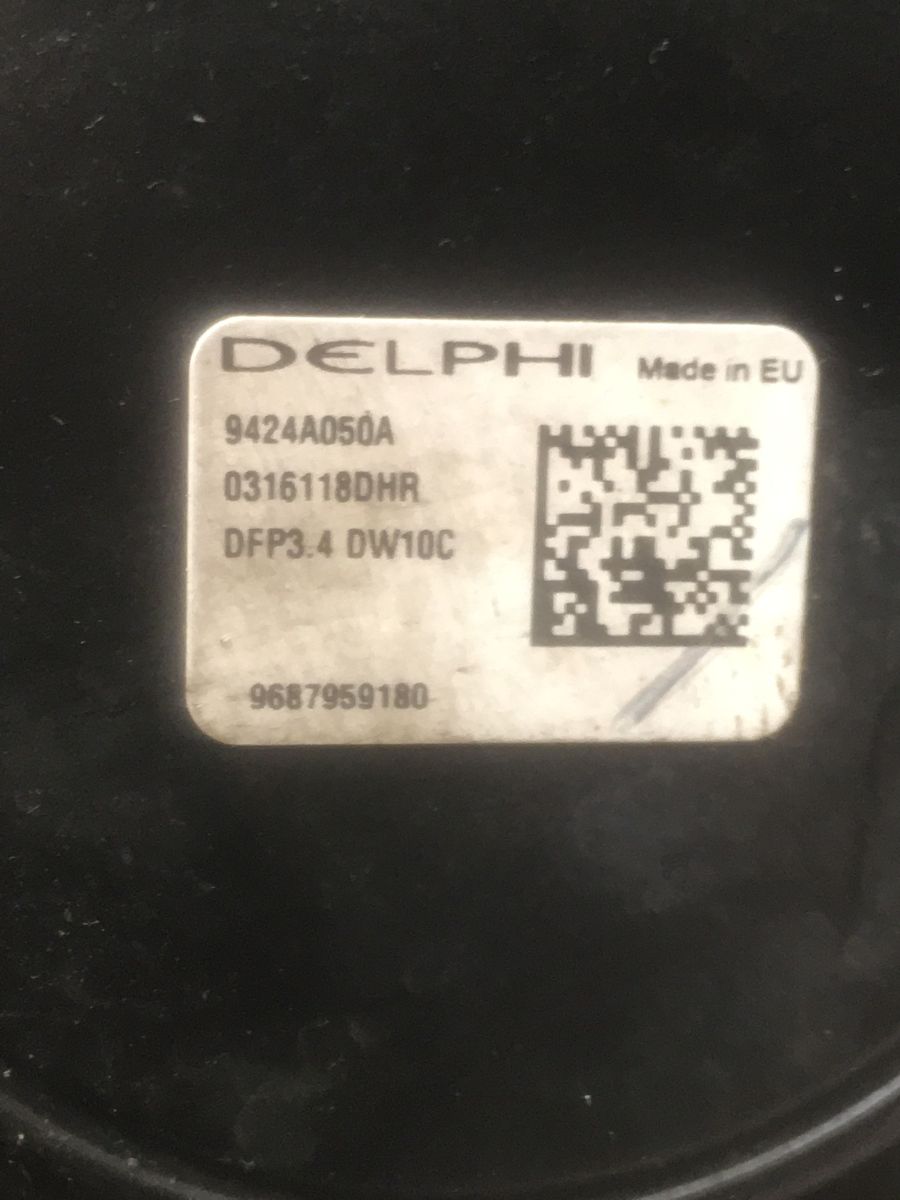 DELPHI Made in EU
9424A050A
0316118DHR
DFP3.4 DW10C
9687959180